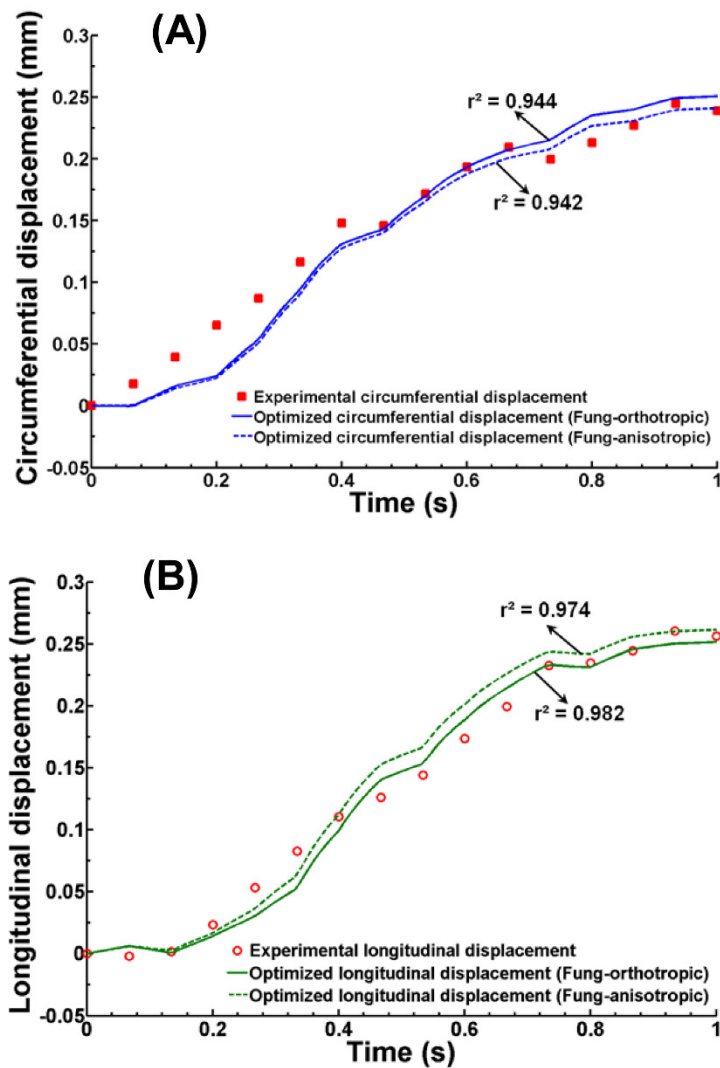 (A)
Circumferential displacement (mm)
0.3
0.25
0.2
0.15
0.1
0.05
0
-0.05
r² = 0.944
r² = 0.942
Experimental circumferential displacement
Optimized circumferential displacement (Fung-orthotropic)
Optimized circumferential displacement (Fung-anisotropic)
0 0.2 0.4 0.6 0.8 1
Time (s)
(B)
Longitudinal displacement (mm)
0.3
0.25
0.2
0.15
0.1
0.05
0
-0.05
r² = 0.974
r² = 0.982
Experimental longitudinal displacement
Optimized longitudinal displacement (Fung-orthotropic)
Optimized longitudinal displacement (Fung-anisotropic)
0 0.2 0.4 0.6 0.8 1
Time (s)